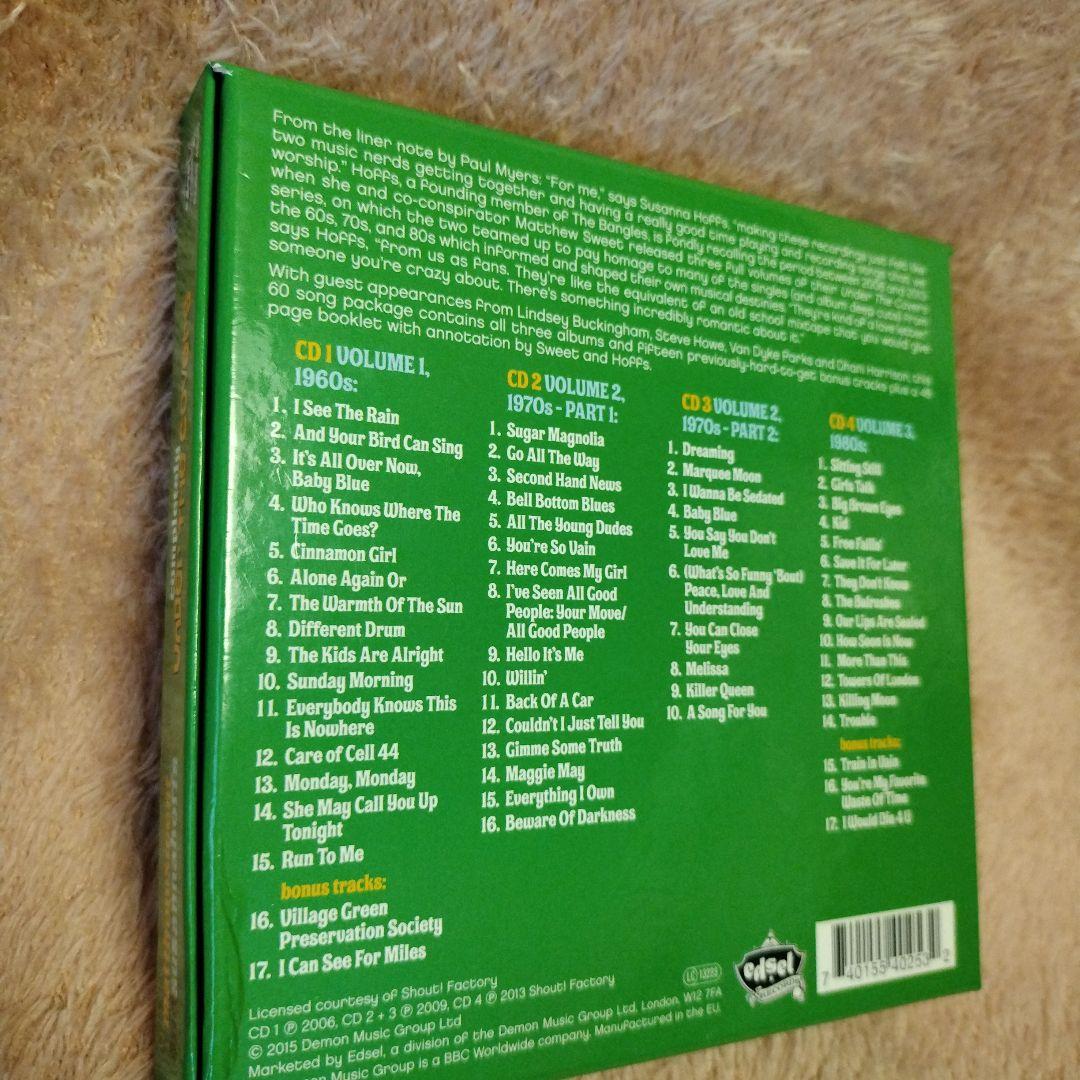 From the liner note by Paul Myers: "For me," says Susanna Hoffs, "making these recordings just felt like
two music nerds getting together and having a really good time playing and recording songs that we
worship." Hoffs, a founding member of The Bangles, is fondly recalling the period between 2006 and 2013
when she and co-conspirator Matthew Sweet released three full volumes of their Under The Covers
series, on which the two teamed up to pay homage to many of the singles (and album deep cuts) from
the 60s, 70s, and 80s which informed and shaped their own musical destinies. "They're kind of a love letter,"
says Hoffs, "from us as fans. They're like the equivalent of an old school mixtape that you would give
someone you're crazy about. There's something incredibly romantic about it."
With guest appearances from Lindsey Buckingham, Steve Howe, Van Dyke Parks and Dhani Harrison, this
60 song package contains all three albums and fifteen previously-hard-to-get bonus tracks plus a 48
page booklet with annotation by Sweet and Hoffs.
CD 1 VOLUME 1,
1960s:
1. I See The Rain
2. And Your Bird Can Sing
3. It's All Over Now,
Baby Blue
4. Who Knows Where The
Time Goes?
5. Cinnamon Girl
6. Alone Again Or
7. The Warmth Of The Sun
8. Different Drum
9. The Kids Are Alright
10. Sunday Morning
11. Everybody Knows This
Is Nowhere
12. Care of Cell 44
13. Monday, Monday
14. She May Call You Up
Tonight
15. Run To Me
bonus tracks:
16. Village Green
Preservation Society
17. I Can See For Miles
CD 2 VOLUME 2,
1970s - PART 1:
1. Sugar Magnolia
2. Go All The Way
3. Second Hand News
4. Bell Bottom Blues
5. All The Young Dudes
6. You're So Vain
7. Here Comes My Girl
8. I've Seen All Good
People: Your Move/
All Good People
9. Hello It's Me
10. Willin'
11. Back Of A Car
12. Couldn't I Just Tell You
13. Gimme Some Truth
14. Maggie May
15. Everything I Own
16. Beware Of Darkness
CD 3 VOLUME 2,
1970s - PART 2:
1. Dreaming
2. Marquee Moon
3. I Wanna Be Sedated
4. Baby Blue
5. You Say You Don't
Love Me
6. (What's So Funny 'Bout)
Peace, Love And
Understanding
7. You Can Close
Your Eyes
8. Melissa
9. Killer Queen
10. A Song For You
CD 4 VOLUME 3,
1980s:
1. Sitting Still
2. Girls Talk
3. Big Brown Eyes
4. Kid
5. Free Fallin'
6. Save It For Later
7. They Don't Know
8. The Bulrushes
9. Our Lips Are Sealed
10. How Soon Is Now
11. More Than This
12. Towers Of London
13. Killing Moon
14. Trouble
bonus tracks:
15. Train In Vain
16. You're My Favorite
Waste Of Time
17. I Would Die 4 U
Licensed courtesy of Shout! Factory
CD 1 ℗ 2006, CD 2 + 3 ℗ 2009, CD 4 ℗ 2013 Shout! Factory
© 2015 Demon Music Group Ltd
Marketed by Edsel, a division of the Demon Music Group Ltd, London, W12 7FA
Music Group is a BBC Worldwide company. Manufactured in the EU.
LC 13223
edsel
RECORDS
7 40155 40253 2